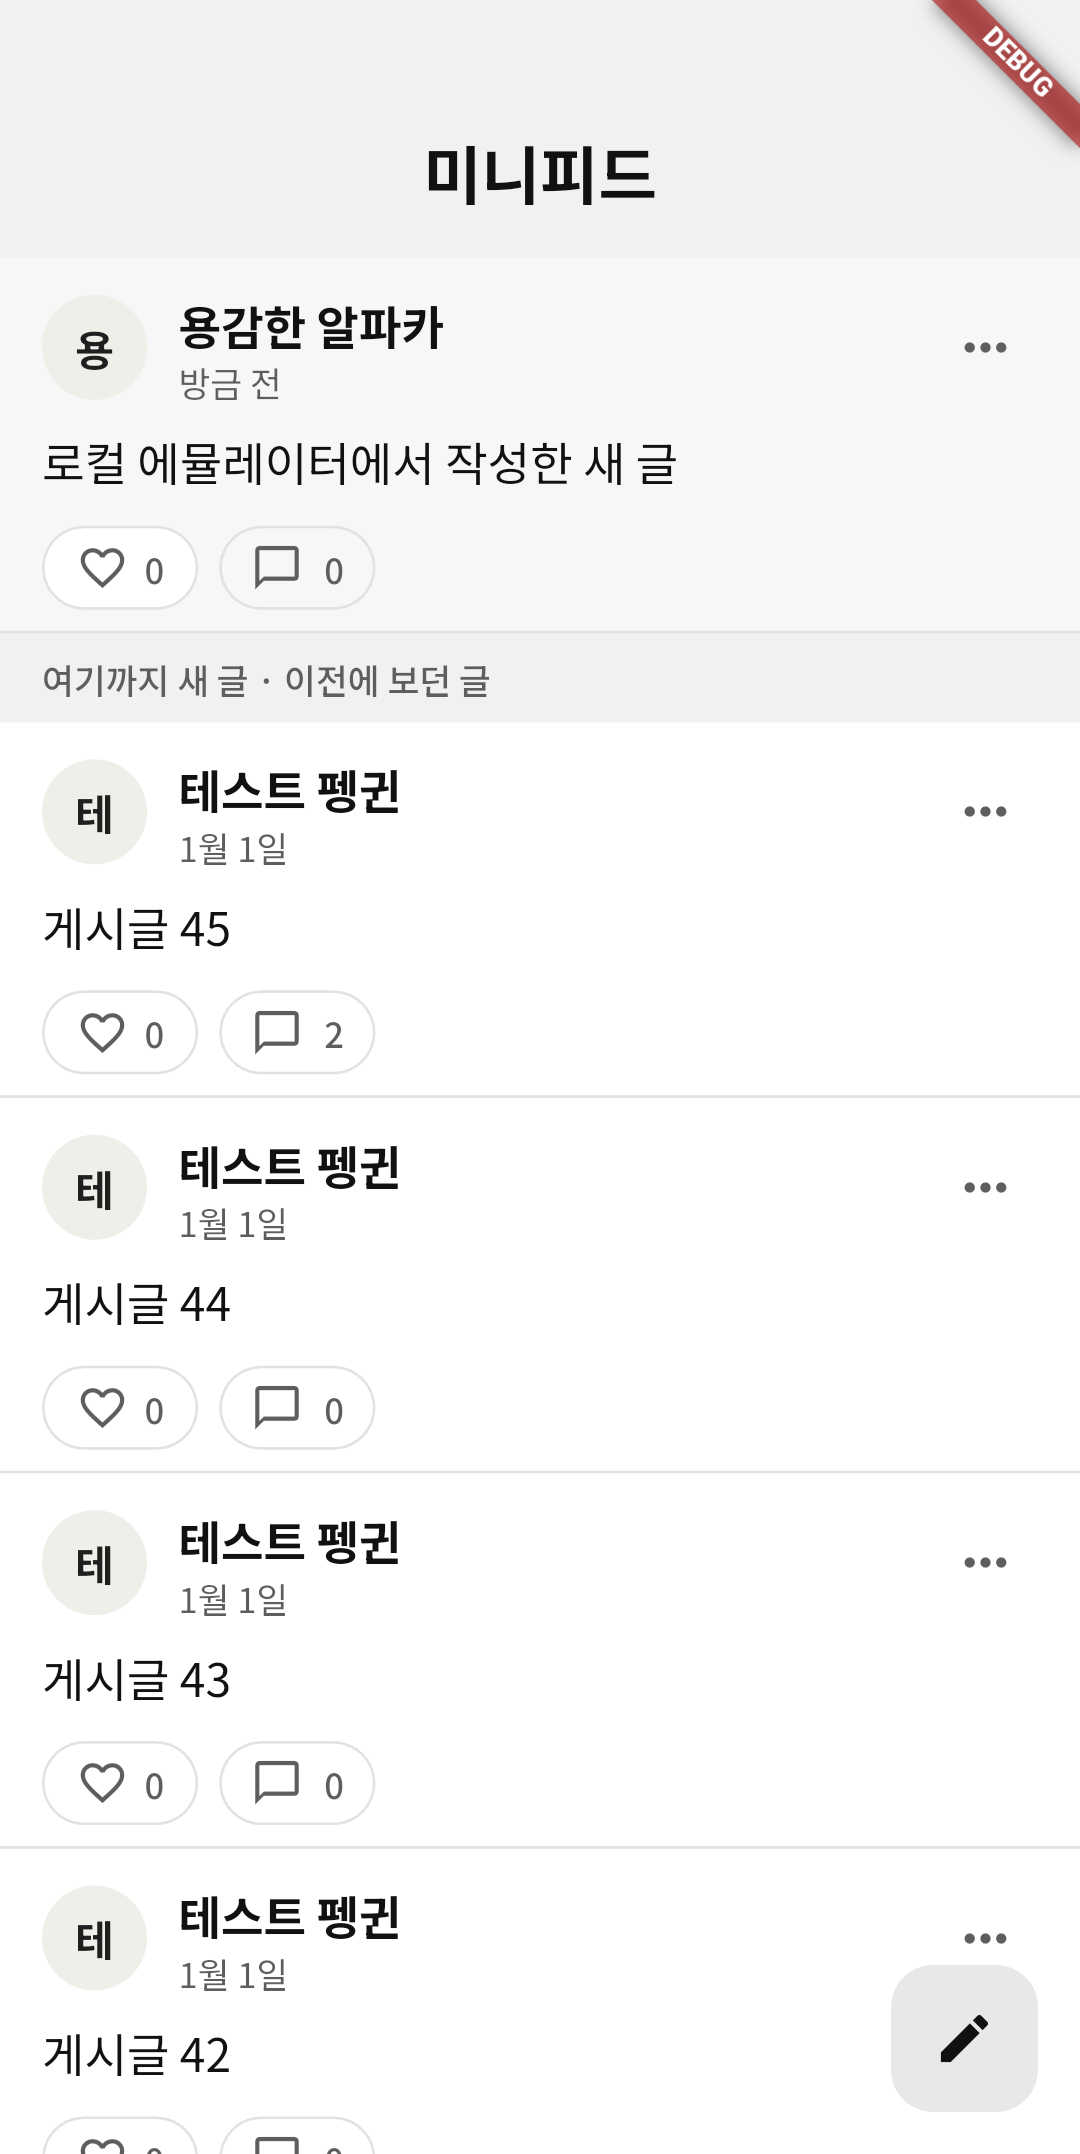 DEBUG
미니피드
용
용감한 알파카
방금 전
로컬 에뮬레이터에서 작성한 새 글
0 0
여기까지 새 글 · 이전에 보던 글
테
테스트 펭귄
1월 1일
게시글 45
0 2
테
테스트 펭귄
1월 1일
게시글 44
0 0
테
테스트 펭귄
1월 1일
게시글 43
0 0
테
테스트 펭귄
1월 1일
게시글 42